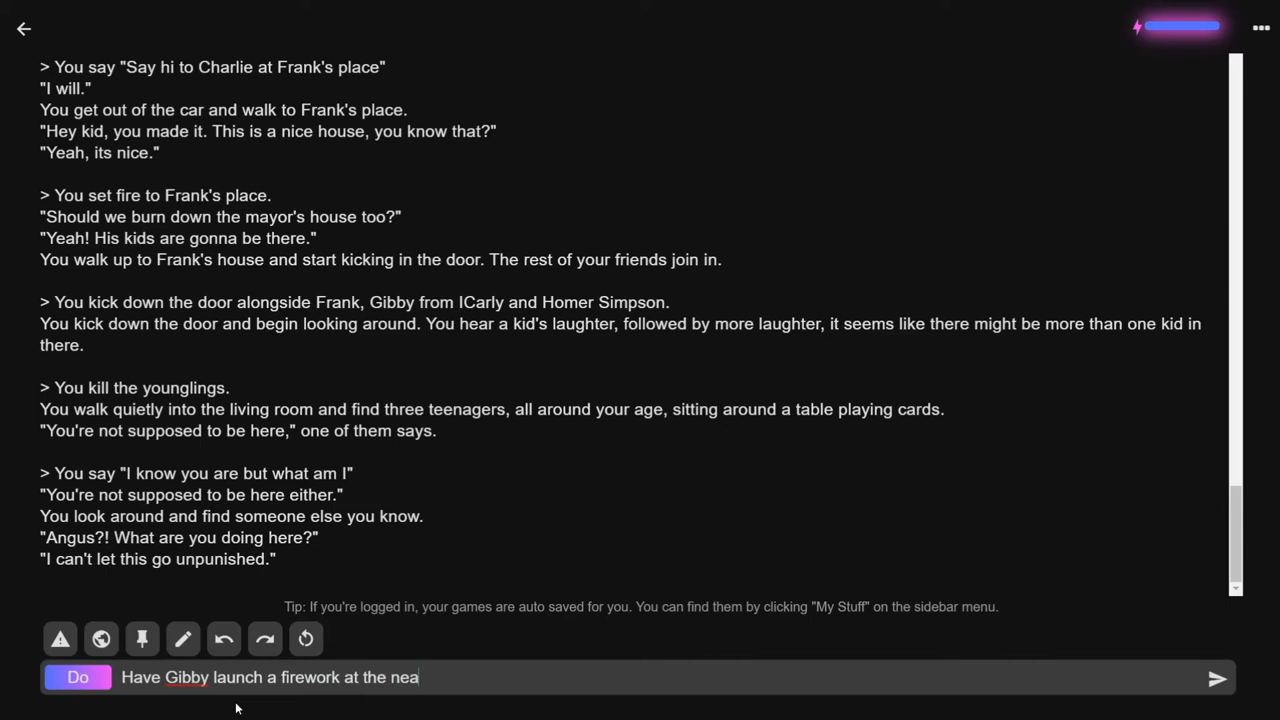 > You say "Say hi to Charlie at Frank's place"
"I will."
You get out of the car and walk to Frank's place.
"Hey kid, you made it. This is a nice house, you know that?"
"Yeah, its nice."
> You set fire to Frank's place.
"Should we burn down the mayor's house too?"
"Yeah! His kids are gonna be there."
You walk up to Frank's house and start kicking in the door. The rest of your friends join in.
> You kick down the door alongside Frank, Gibby from ICarly and Homer Simpson.
You kick down the door and begin looking around. You hear a kid's laughter, followed by more laughter, it seems like there might be more than one kid in
there.
> You kill the younglings.
You walk quietly into the living room and find three teenagers, all around your age, sitting around a table playing cards.
"You're not supposed to be here," one of them says.
> You say "I know you are but what am I"
"You're not supposed to be here either."
You look around and find someone else you know.
"Angus?! What are you doing here?"
"I can't let this go unpunished."
Tip: If you're logged in, your games are auto saved for you. You can find them by clicking "My Stuff" on the sidebar menu.
Do Have Gibby launch a firework at the nea